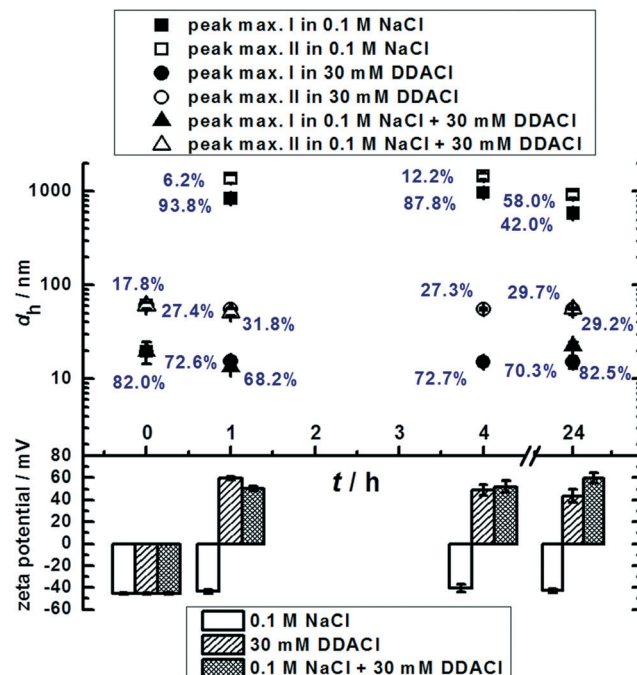 peak max. I in 0.1 M NaCl
peak max. II in 0.1 M NaCl
peak max. I in 30 mM DDACl
peak max. II in 30 mM DDACl
peak max. I in 0.1 M NaCl + 30 mM DDACl
peak max. II in 0.1 M NaCl + 30 mM DDACl
1000
100
10
dh / nm
6.2%
93.8%
12.2%
87.8%
58.0%
42.0%
17.8%
27.4%
31.8%
27.3%
29.7%
29.2%
82.0%
72.6%
68.2%
72.7%
70.3%
82.5%
0 1 2 3 4 24
t / h
80
60
40
20
0
-20
-40
-60
zeta potential / mV
0.1 M NaCl
30 mM DDACl
0.1 M NaCl + 30 mM DDACl